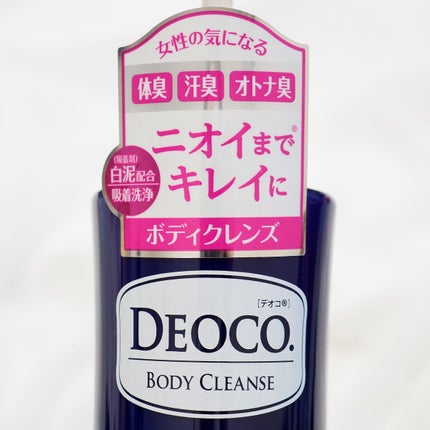 女性の気になる
体臭 汗臭 オトナ臭
ニオイまで®
キレイに
(吸着剤)
白泥配合
吸着洗浄
ボディクレンズ
[デオコ®]
DEOCO.
BODY CLEANSE